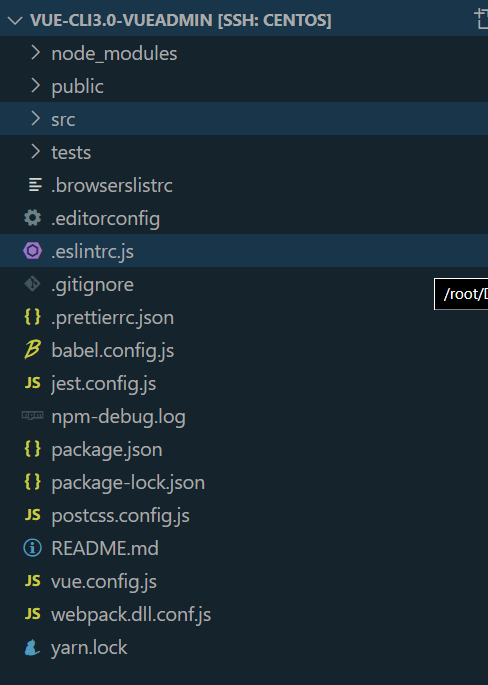 VUE-CLI3.0-VUEADMIN [SSH: CENTOS]
node_modules
public
src
tests
.browserslistrc
.editorconfig
.eslintrc.js
.gitignore
/root/D
{ } .prettierrc.json
B babel.config.js
JS jest.config.js
npm npm-debug.log
{ } package.json
{ } package-lock.json
JS postcss.config.js
README.md
JS vue.config.js
JS webpack.dll.conf.js
yarn.lock